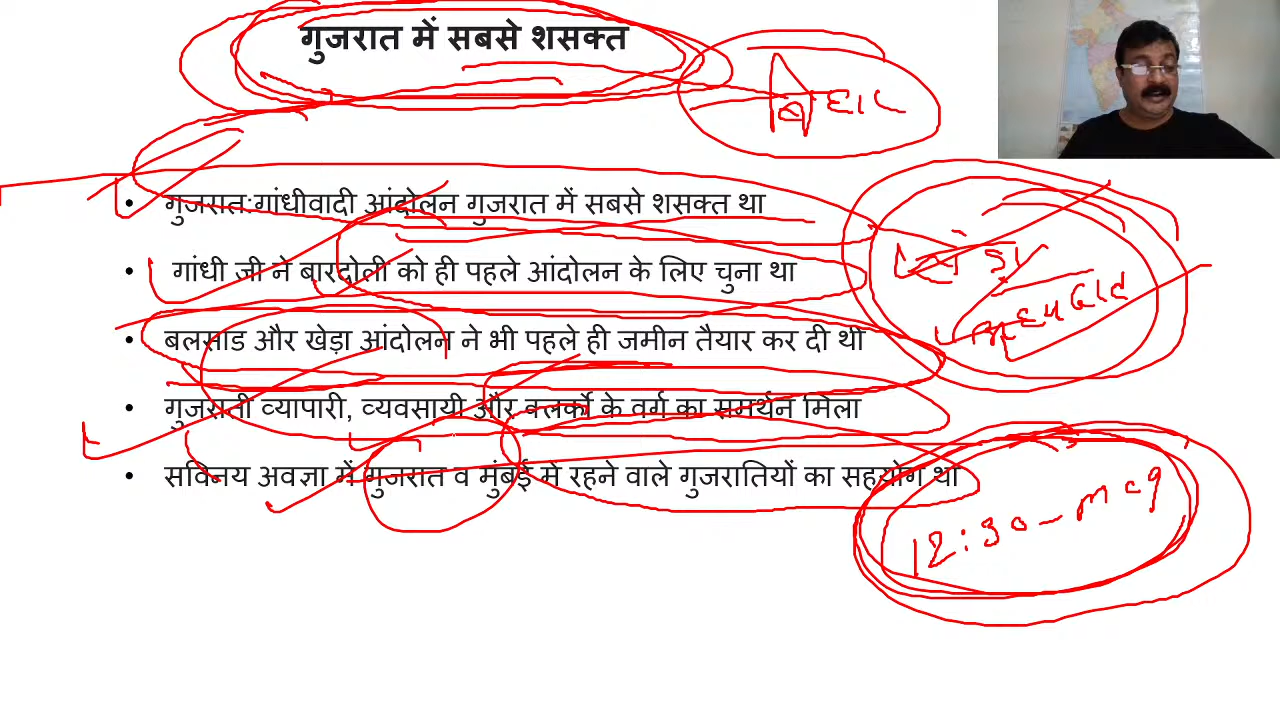 गुजरात में सबसे शसक्त
बिहार
• गुजरात:गांधीवादी आंदोलन गुजरात में सबसे शसक्त था
• गांधी जी ने बारदोली को ही पहले आंदोलन के लिए चुना था
• बलसाड और खेड़ा आंदोलन ने भी पहले ही जमीन तैयार कर दी थी
• गुजराती व्यापारी, व्यवसायी और क्लर्को के वर्ग का समर्थन मिला
• सविनय अवज्ञा में गुजरात व मुंबई में रहने वाले गुजरातियों का सहयोग था
12:30 - mcq